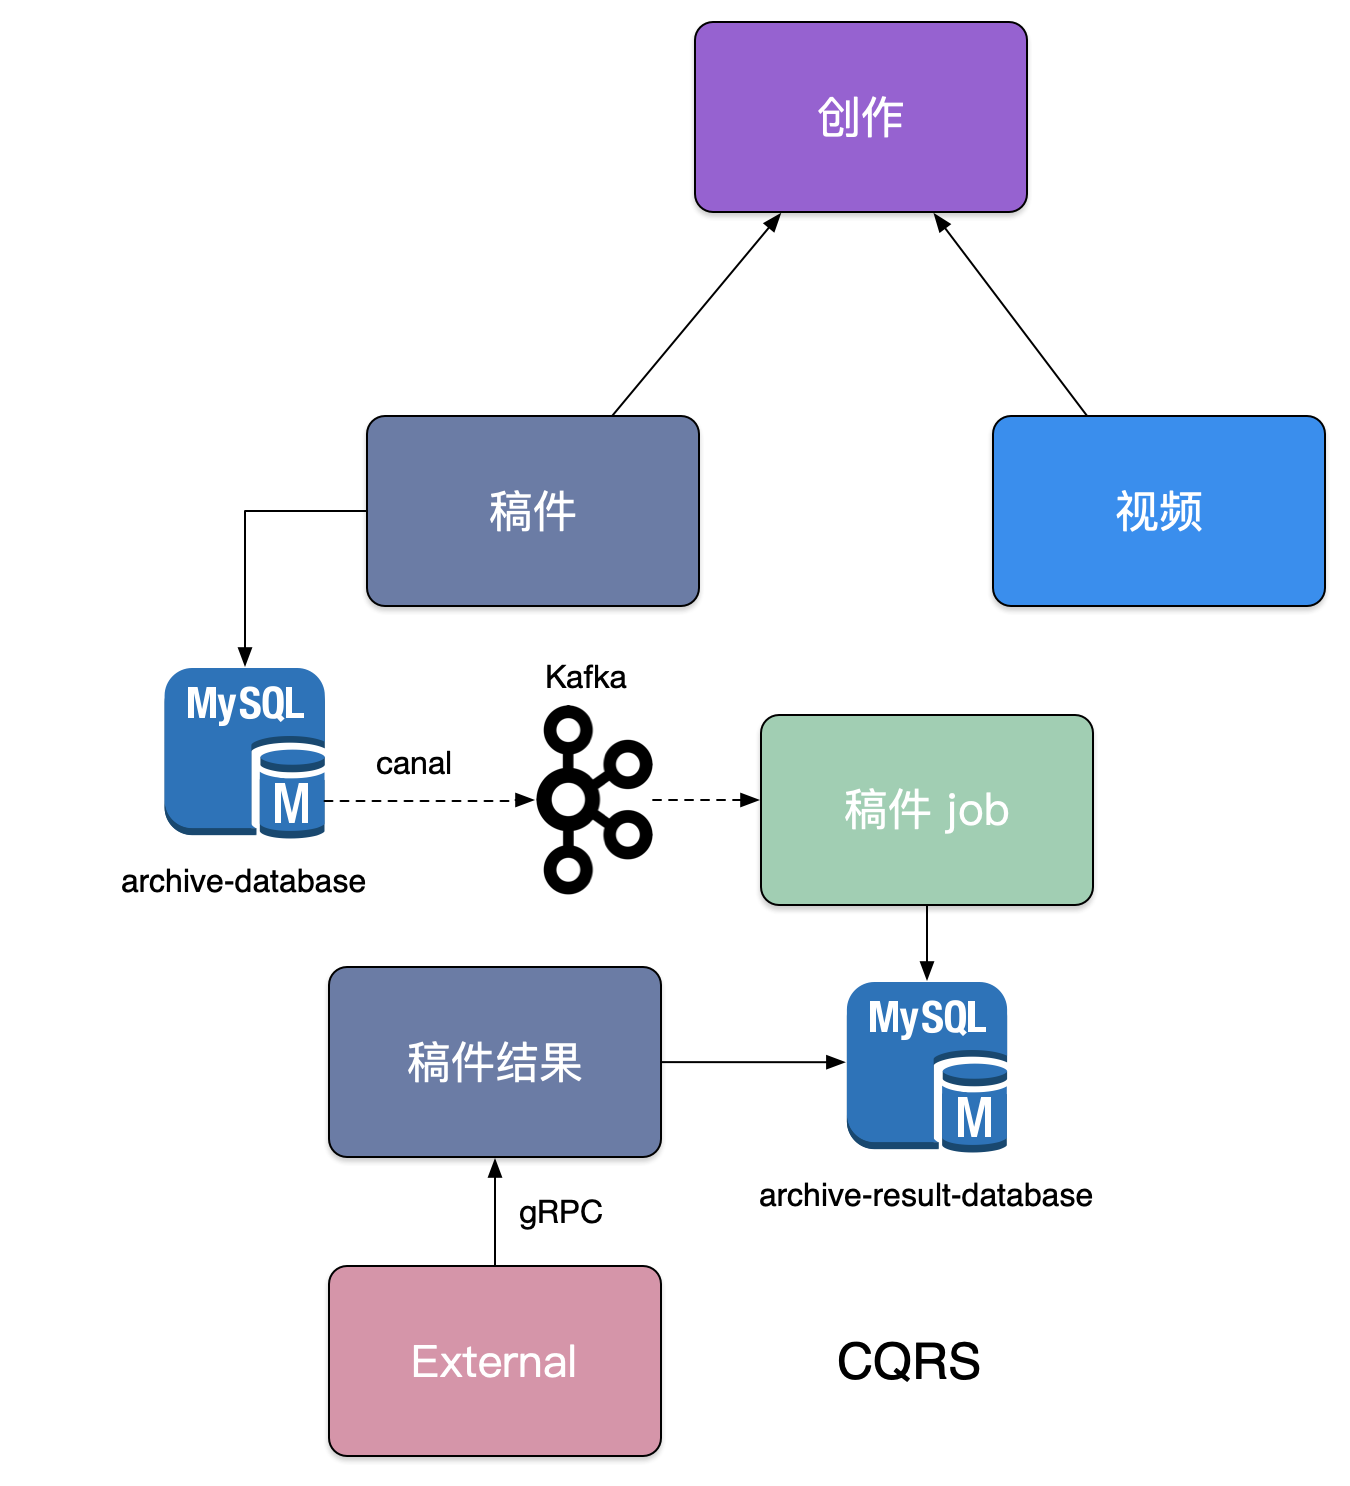 创作
稿件
视频
MySQL
M
archive-database
canal
Kafka
稿件 job
稿件结果
MySQL
M
archive-result-database
gRPC
External
CQRS